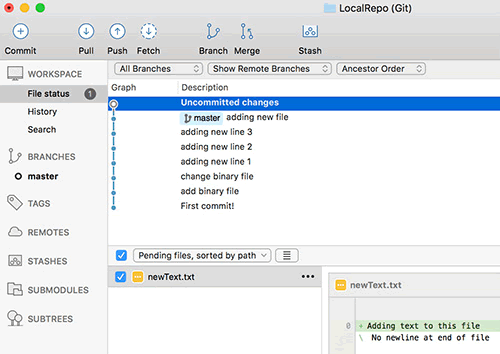 LocalRepo (Git)
Commit Pull Push Fetch Branch Merge Stash
WORKSPACE
File status 1
History
Search
BRANCHES
master
TAGS
REMOTES
STASHES
SUBMODULES
SUBTREES
All Branches Show Remote Branches Ancestor Order
Graph Description
Uncommitted changes
master adding new file
adding new line 3
adding new line 2
adding new line 1
change binary file
add binary file
First commit!
Pending files, sorted by path
newText.txt
newText.txt
0 + Adding text to this file
\ No newline at end of file